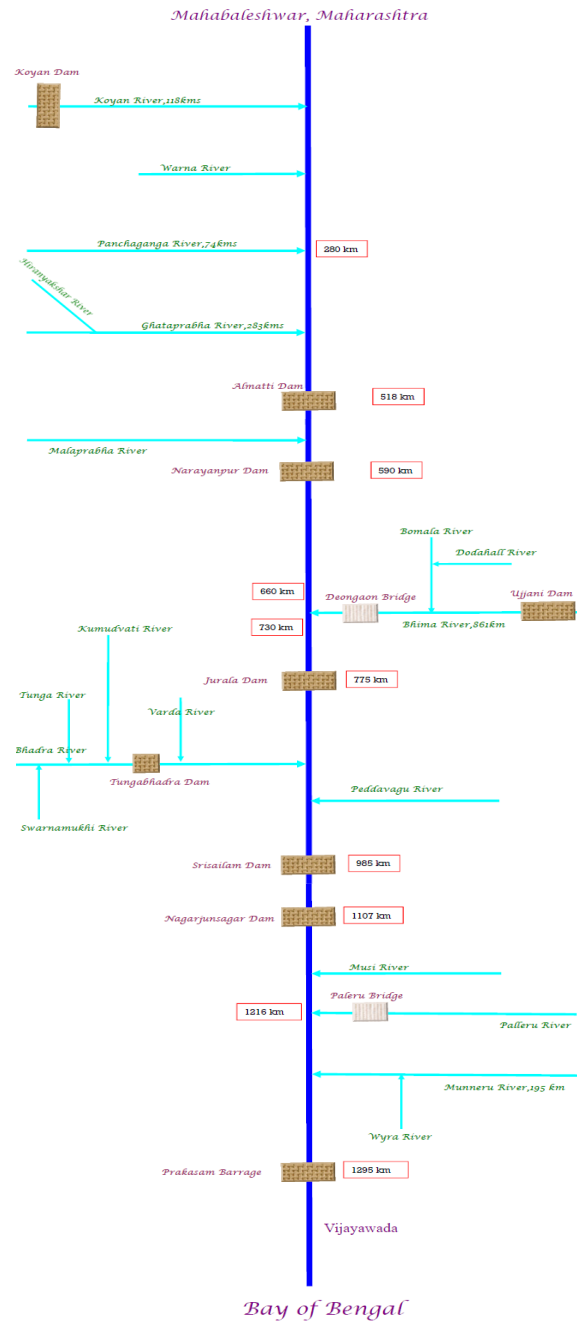 Mahabaleshwar, Maharashtra
Koyan Dam
Koyan River,118kms
Warna River
Panchaganga River,74kms
280 km
Hiranyakshar River
Ghataprabha River,283kms
Almatti Dam
518 km
Malaprabha River
Narayanpur Dam
590 km
Bomala River
Dodahall River
660 km
Deongaon Bridge
Ujjani Dam
730 km
Bhima River,861km
Kumudvati River
Jurala Dam
775 km
Tunga River
Varda River
Bhadra River
Tungabhadra Dam
Peddavagu River
Swarnamukhi River
Srisailam Dam
985 km
Nagarjunsagar Dam
1107 km
Musi River
Paleru Bridge
1216 km
Palleru River
Munneru River,195 km
Wyra River
Prakasam Barrage
1295 km
Vijayawada
Bay of Bengal